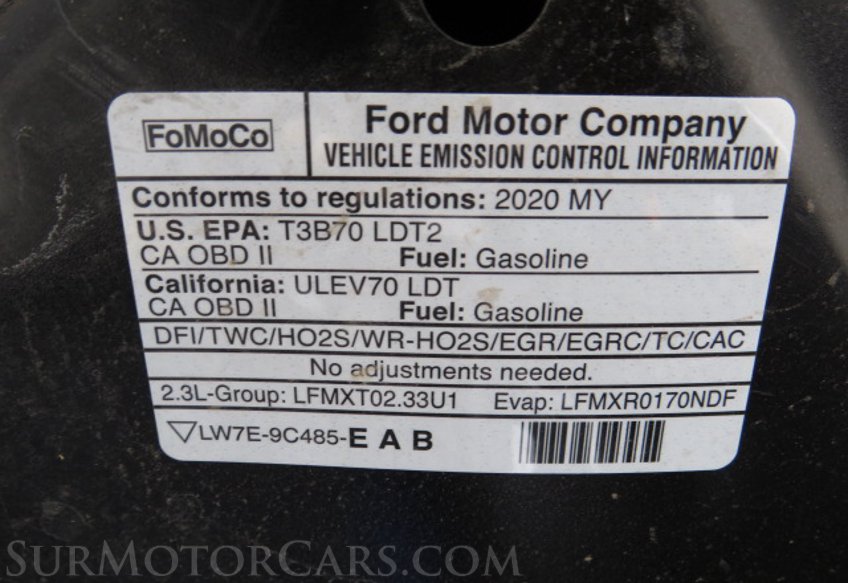 FoMoCo
Ford Motor Company
VEHICLE EMISSION CONTROL INFORMATION
Conforms to regulations: 2020 MY
U.S. EPA: T3B70 LDT2
CA OBD II Fuel: Gasoline
California: ULEV70 LDT
CA OBD II Fuel: Gasoline
DFI/TWC/HO2S/WR-HO2S/EGR/EGRC/TC/CAC
No adjustments needed.
2.3L-Group: LFMXT02.33U1 Evap: LFMXR0170NDF
LW7E-9C485-E A B
SurMotorCars.com